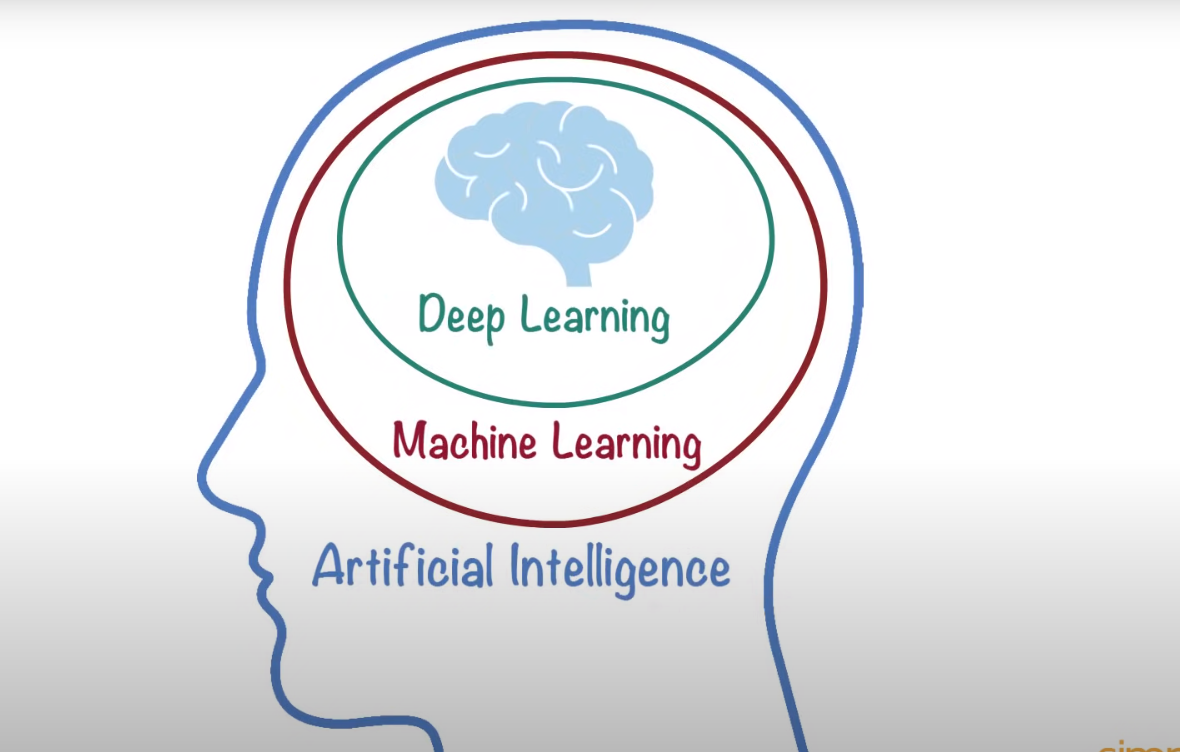 Deep Learning
Machine Learning
Artificial Intelligence